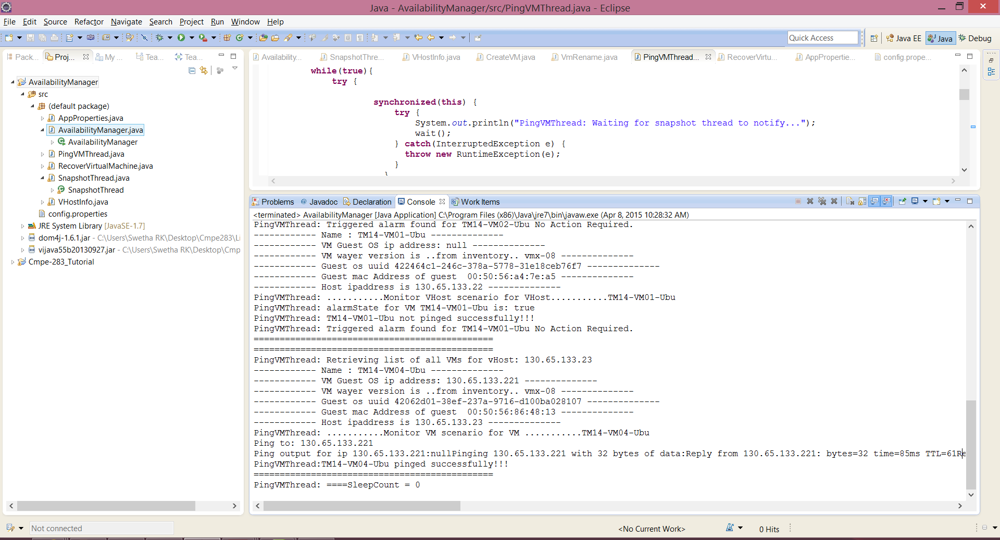 Java - AvailabilityManager/src/PingVMThread.java - Eclipse
File Edit Source Refactor Navigate Search Project Run Window Help
Quick Access
Java EE
Java
Debug
Pack...
Proj...
My ...
Tea...
Tea...
AvailabilityManager
src
(default package)
AppProperties.java
AvailabilityManager.java
AvailabilityManager
PingVMThread.java
RecoverVirtualMachine.java
SnapshotThread.java
SnapshotThread
VHostInfo.java
config.properties
JRE System Library [JavaSE-1.7]
dom4j-1.6.1.jar - C:\Users\Swetha RK\Desktop\Cmpe283\Li
vijava55b20130927.jar - C:\Users\Swetha RK\Desktop\Cmp
Cmpe-283_Tutorial
Availability...
SnapshotThre...
VHostInfo.java
CreateVM.java
VmRename.java
PingVMThread...
RecoverVirtu...
AppPropertie...
config.prope...
while(true){
try {
synchronized(this) {
try {
System.out.println("PingVMThread: Waiting for snapshot thread to notify...");
wait();
} catch(InterruptedException e) {
throw new RuntimeException(e);
}
}
Problems @ Javadoc Declaration Console Work Items
<terminated> AvailabilityManager [Java Application] C:\Program Files (x86)\Java\jre7\bin\javaw.exe (Apr 8, 2015 10:28:32 AM)
PingVMThread: Triggered alarm found for TM14-VM02-Ubu No Action Required.
------------ Name : TM14-VM01-Ubu --------------
------------ VM Guest OS ip address: null --------------
------------ VM wayer version is ..from inventory.. vmx-08 --------------
------------ Guest os uuid 422464c1-246c-378a-5778-31e18ceb76f7 --------------
------------ Guest mac Address of guest  00:50:56:a4:7e:a5 --------------
------------ Host ipaddress is 130.65.133.22 --------------
PingVMThread: ...........Monitor VHost scenario for VHost...........TM14-VM01-Ubu
PingVMThread: alarmState for VM TM14-VM01-Ubu is: true
PingVMThread: TM14-VM01-Ubu not pinged successfully!!!
PingVMThread: Triggered alarm found for TM14-VM01-Ubu No Action Required.
==============================================
==============================================
PingVMThread: Retrieving list of all VMs for vHost: 130.65.133.23
------------ Name : TM14-VM04-Ubu --------------
------------ VM Guest OS ip address: 130.65.133.221 --------------
------------ VM wayer version is ..from inventory.. vmx-08 --------------
------------ Guest os uuid 42062d01-38ef-237a-9716-d100ba028107 --------------
------------ Guest mac Address of guest  00:50:56:86:48:13 --------------
------------ Host ipaddress is 130.65.133.23 --------------
PingVMThread: ...........Monitor VM scenario for VM ...........TM14-VM04-Ubu
Ping to: 130.65.133.221
Ping output for ip 130.65.133.221:nullPinging 130.65.133.221 with 32 bytes of data:Reply from 130.65.133.221: bytes=32 time=85ms TTL=61Re
PingVMThread:TM14-VM04-Ubu pinged successfully!!!
==============================================
PingVMThread: ====SleepCount = 0
Not connected
<No Current Work>
0 Hits